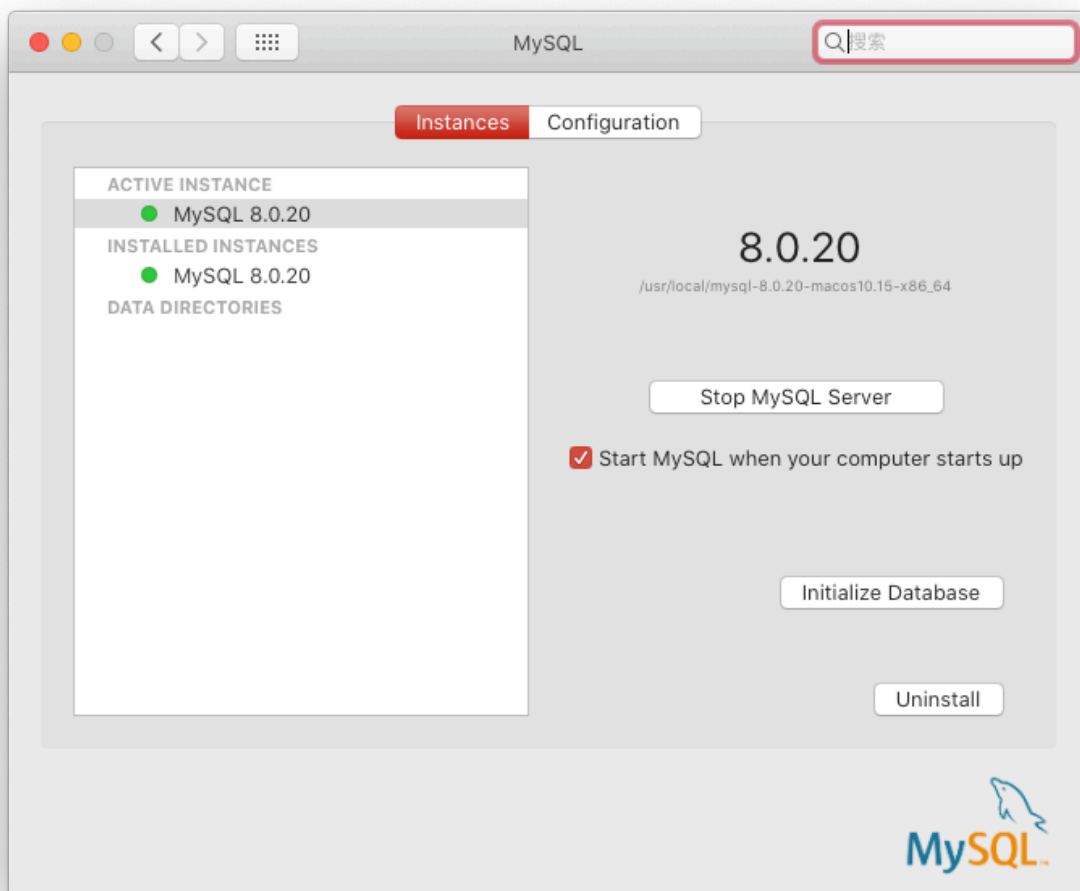 MySQL
搜索
Instances
Configuration
ACTIVE INSTANCE
MySQL 8.0.20
INSTALLED INSTANCES
MySQL 8.0.20
DATA DIRECTORIES
8.0.20
/usr/local/mysql-8.0.20-macos10.15-x86_64
Stop MySQL Server
Start MySQL when your computer starts up
Initialize Database
Uninstall
MySQL™